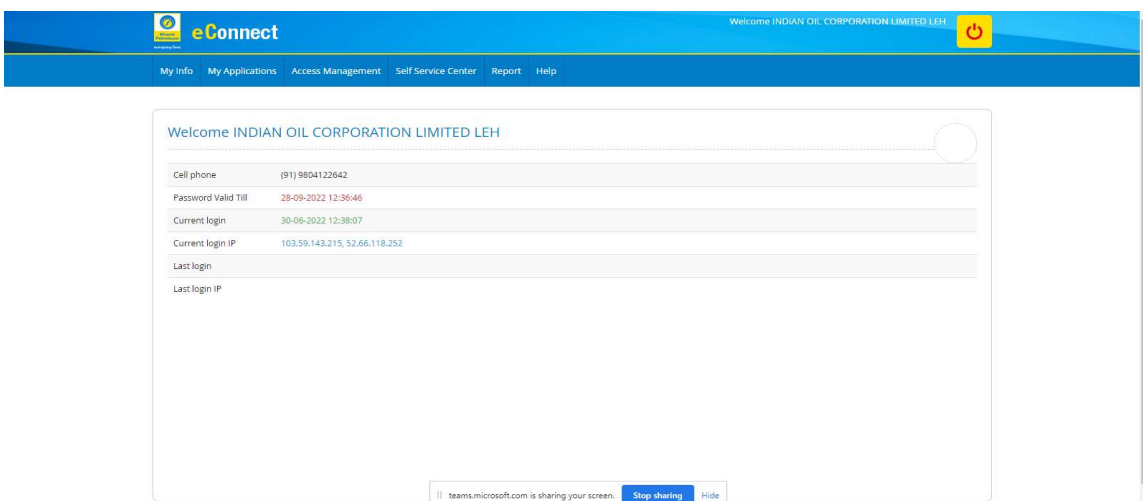 Welcome INDIAN OIL CORPORATION LIMITED LEH
Bharat Petroleum
eConnect
My Info My Applications Access Management Self Service Center Report Help
Welcome INDIAN OIL CORPORATION LIMITED LEH
Cell phone (91) 9804122642
Password Valid Till 28-09-2022 12:36:46
Current login 30-06-2022 12:38:07
Current login IP 103.59.143.215, 52.66.118.252
Last login
Last login IP
teams.microsoft.com is sharing your screen. Stop sharing Hide